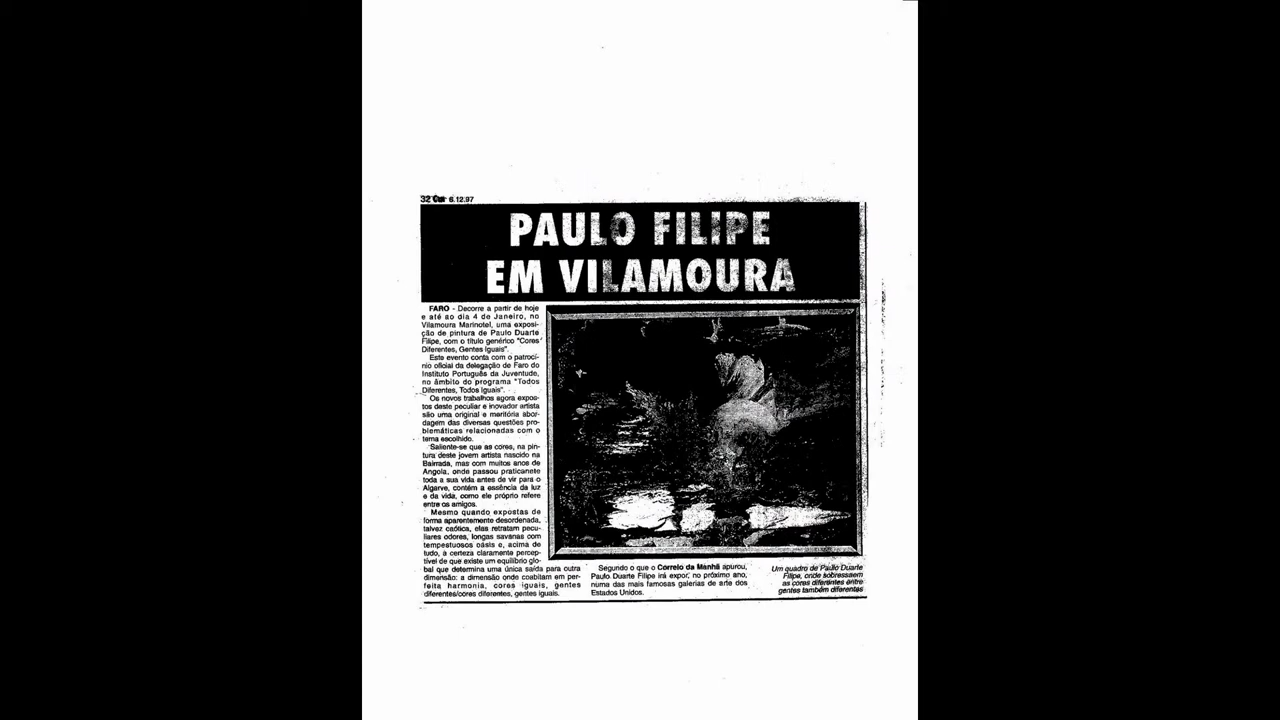 32 6.12.97
PAULO FILIPE
EM VILAMOURA
FARO - Decorre a partir de hoje
e até ao dia 4 de Janeiro, no
Vilamoura Marinotel, uma exposi-
ção de pintura de Paulo Duarte
Filipe, com o título genérico "Cores
Diferentes, Gentes Iguais".
Este evento conta com o patrocí-
nio oficial da delegação de Faro do
Instituto Português da Juventude,
no âmbito do programa "Todos
Diferentes, Todos Iguais".
Os novos trabalhos agora expos-
tos deste peculiar e inovador artista
são uma original e meritória abor-
dagem das diversas questões pro-
blemáticas relacionadas com o
tema escolhido.
Saliente-se que as cores, na pin-
tura deste jovem artista nascido na
Bairrada, mas com muitos anos de
Angola, onde passou praticanete
toda a sua vida antes de vir para o
Algarve, contém a essência da luz
e da vida, como ele próprio refere
entre os amigos.
Mesmo quando expostas de
forma aparentemente desordenada,
talvez caótica, elas retratam pecu-
liares odores, longas savanas com
tempestuosos oásis e, acima de
tudo, a certeza claramente percep-
tível de que existe um equilíbrio glo-
bal que determina uma única saída para outra
dimensão: a dimensão onde coabitam em per-
feita harmonia, cores iguais, gentes
diferentes/cores diferentes, gentes iguais.
Segundo o que o Correio da Manhã apurou,
Paulo Duarte Filipe irá expor, no próximo ano,
numa das mais famosas galerias de arte dos
Estados Unidos.
Um quadro de Paulo Duarte
Filipe, onde sobressaem
as cores diferentes entre
gentes também diferentes